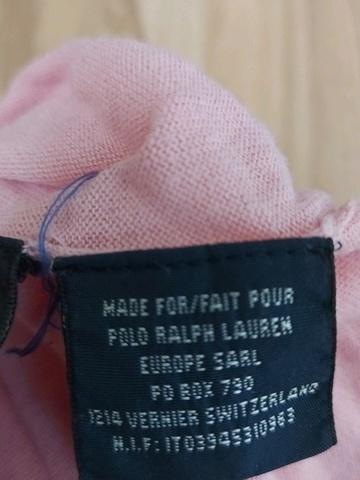 MADE FOR/FAIT POUR
POLO RALPH LAUREN
EUROPE SARL
PO BOX 730
1214 VERNIER SWITZERLAND
N.I.F: IT03945310963